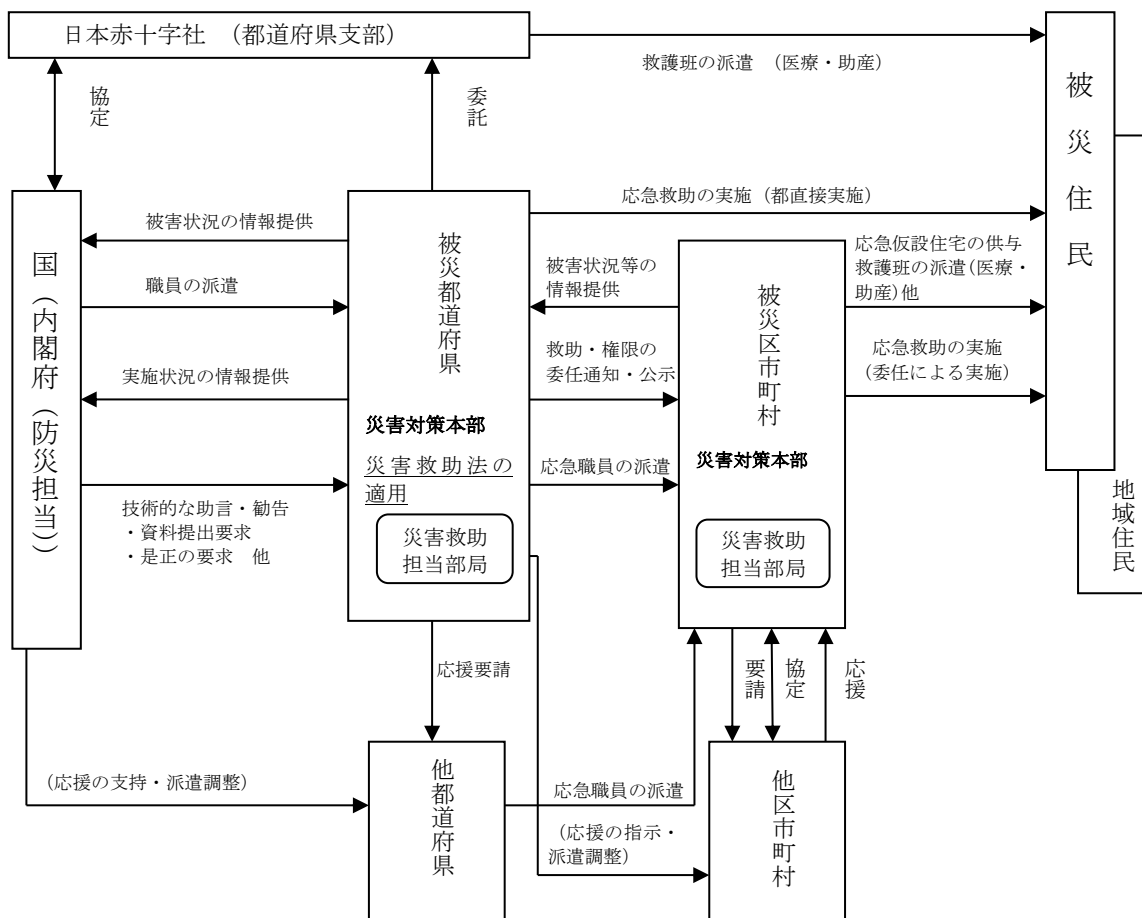 日本赤十字社　（都道府県支部）
救護班の派遣　（医療・助産）
協定
委託
被災住民
地域住民
国（内閣府（防災担当））
被害状況の情報提供
職員の派遣
実施状況の情報提供
技術的な助言・勧告
・資料提出要求
・是正の要求　他
被災都道府県
災害対策本部
災害救助法の
適用
災害救助
担当部局
応急救助の実施（都直接実施）
被害状況等の
情報提供
救助・権限の
委任通知・公示
応急職員の派遣
被災区市町村
災害対策本部
災害救助
担当部局
応急仮設住宅の供与
救護班の派遣（医療・
助産）他
応急救助の実施
（委任による実施）
応援要請
要請
協定
応援
（応援の支持・派遣調整）
他都道府県
応急職員の派遣
（応援の指示・
派遣調整）
他区市町村